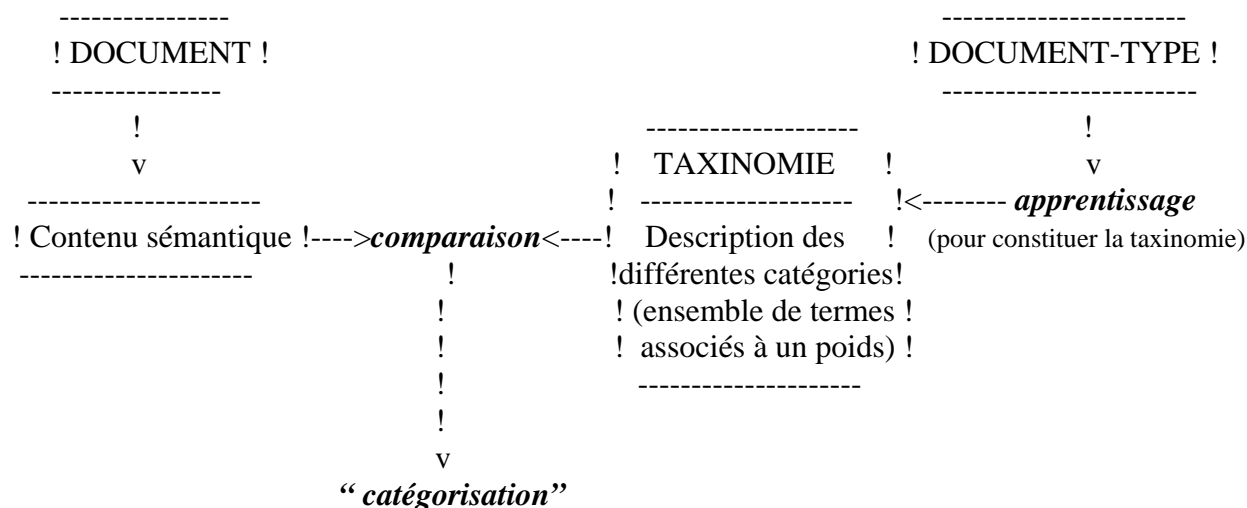 ---------------- -----------------------
! DOCUMENT ! ! DOCUMENT-TYPE !
---------------- ------------------------
! -------------------- !
v ! TAXINOMIE ! v
---------------------- ! -------------------- !<-------- apprentissage
! Contenu sémantique !---->comparaison<----! Description des ! (pour constituer la taxinomie)
---------------------- ! !différentes catégories!
! ! (ensemble de termes !
! ! associés à un poids) !
! ---------------------
!
v
“ catégorisation”